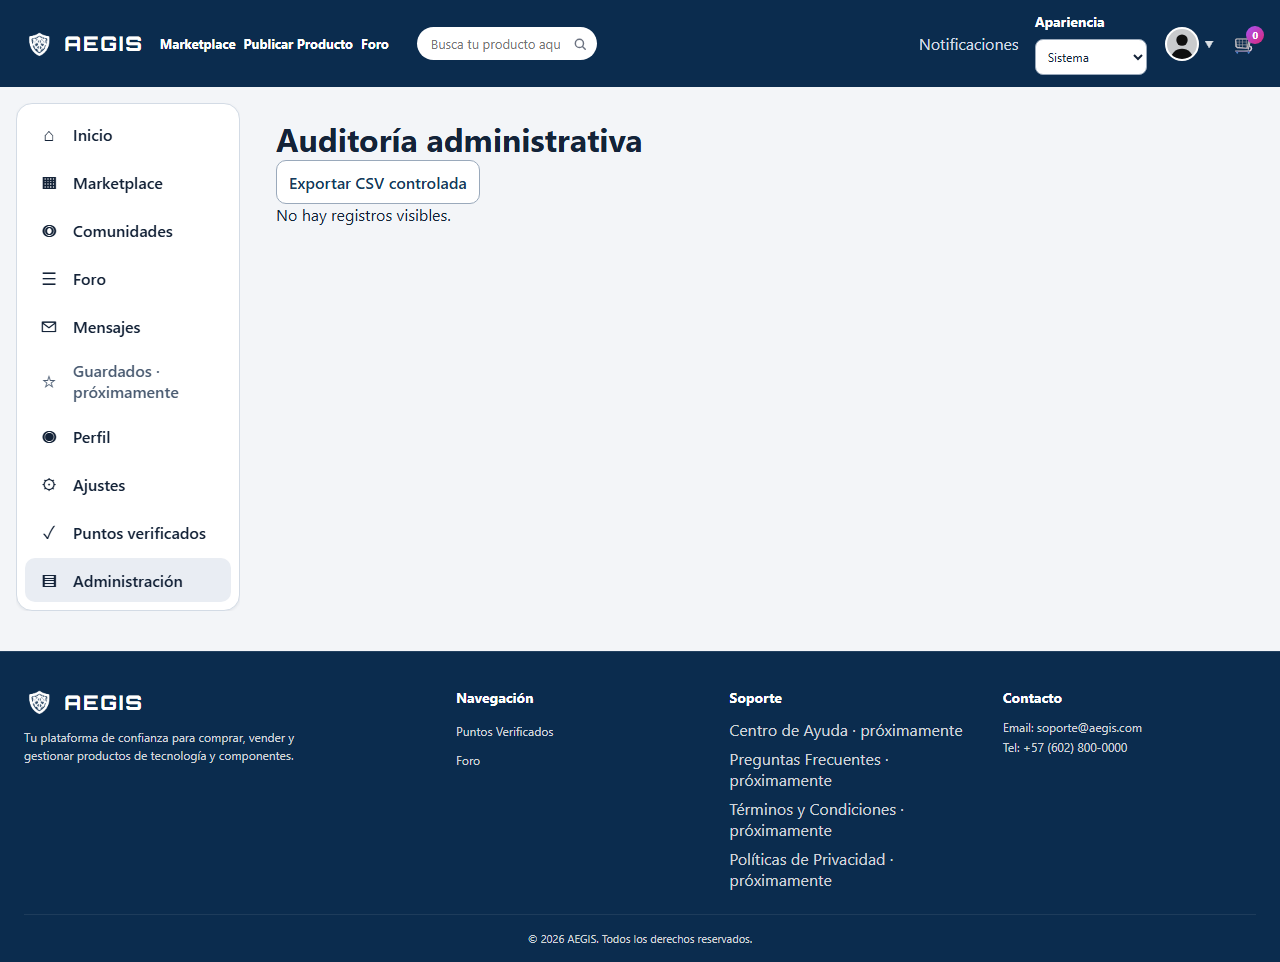 AEGIS
Marketplace Publicar Producto Foro
Busca tu producto aqu
Notificaciones
Apariencia
Sistema
0
Inicio
Marketplace
Comunidades
Foro
Mensajes
Guardados ·
próximamente
Perfil
Ajustes
Puntos verificados
Administración
Auditoría administrativa
Exportar CSV controlada
No hay registros visibles.
AEGIS
Tu plataforma de confianza para comprar, vender y
gestionar productos de tecnología y componentes.
Navegación
Puntos Verificados
Foro
Soporte
Centro de Ayuda · próximamente
Preguntas Frecuentes ·
próximamente
Términos y Condiciones ·
próximamente
Políticas de Privacidad ·
próximamente
Contacto
Email: soporte@aegis.com
Tel: +57 (602) 800-0000
© 2026 AEGIS. Todos los derechos reservados.